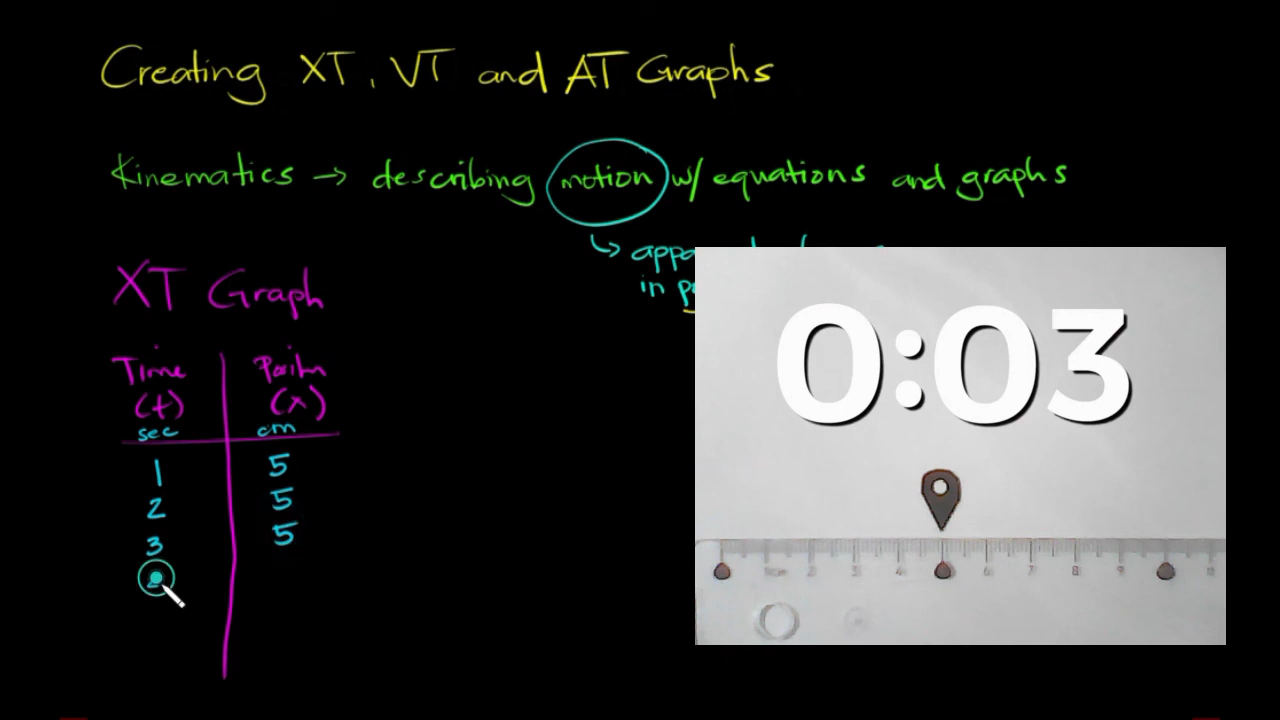 Creating XT, VT and AT Graphs
Kinematics → describing motion w/ equations and graphs
↳
in
XT Graph
Time
(t)
sec
(x)
cm
1 5
2 5
3 5
0:03